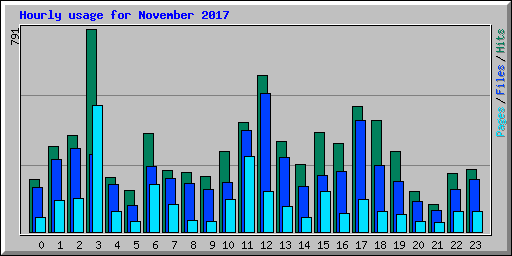 Hourly usage for November 2017
791
Pages / Files / Hits
0 1 2 3 4 5 6 7 8 9 10 11 12 13 14 15 16 17 18 19 20 21 22 23